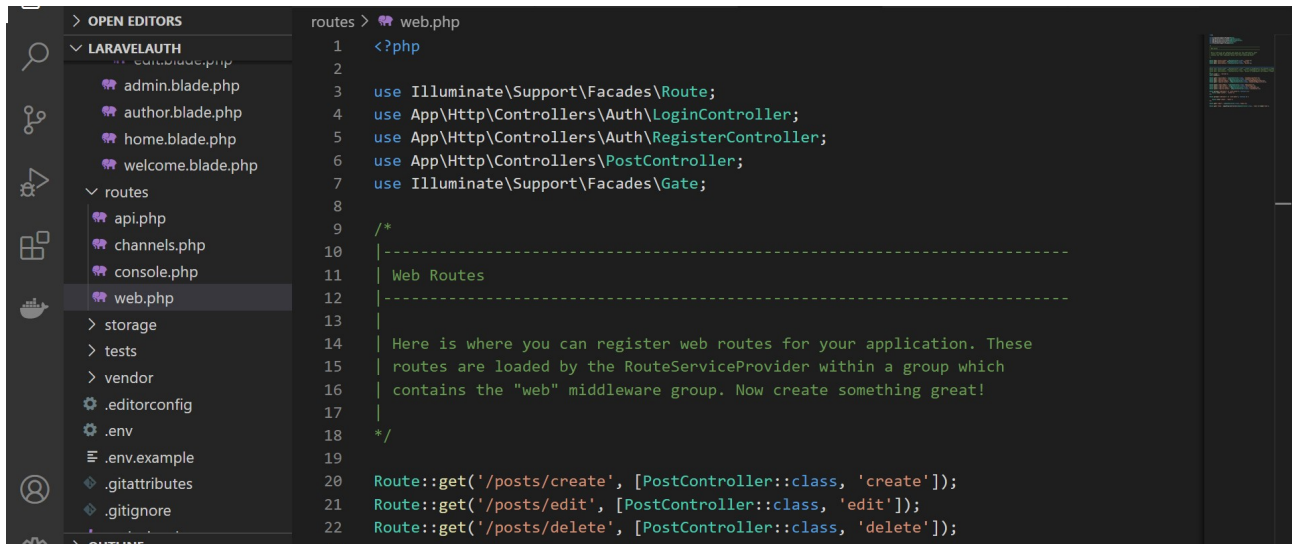 OPEN EDITORS
LARAVELAUTH
edit.blade.php
admin.blade.php
author.blade.php
home.blade.php
welcome.blade.php
routes
api.php
channels.php
console.php
web.php
storage
tests
vendor
.editorconfig
.env
.env.example
.gitattributes
.gitignore
OUTLINE
routes > web.php
1 <?php
2
3 use Illuminate\Support\Facades\Route;
4 use App\Http\Controllers\Auth\LoginController;
5 use App\Http\Controllers\Auth\RegisterController;
6 use App\Http\Controllers\PostController;
7 use Illuminate\Support\Facades\Gate;
8
9 /*
10 |--------------------------------------------------------------------------
11 | Web Routes
12 |--------------------------------------------------------------------------
13 |
14 | Here is where you can register web routes for your application. These
15 | routes are loaded by the RouteServiceProvider within a group which
16 | contains the "web" middleware group. Now create something great!
17 |
18 */
19
20 Route::get('/posts/create', [PostController::class, 'create']);
21 Route::get('/posts/edit', [PostController::class, 'edit']);
22 Route::get('/posts/delete', [PostController::class, 'delete']);